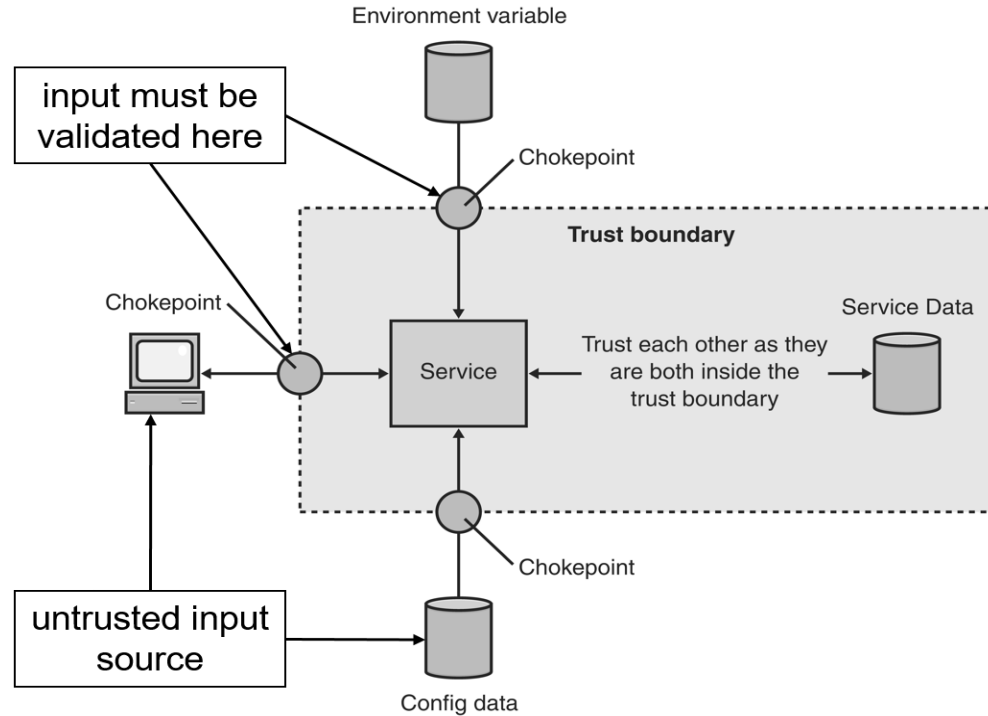 Environment variable
input must be
validated here
Chokepoint
Trust boundary
Chokepoint
Service Data
Service
Trust each other as they
are both inside the
trust boundary
Chokepoint
untrusted input
source
Config data